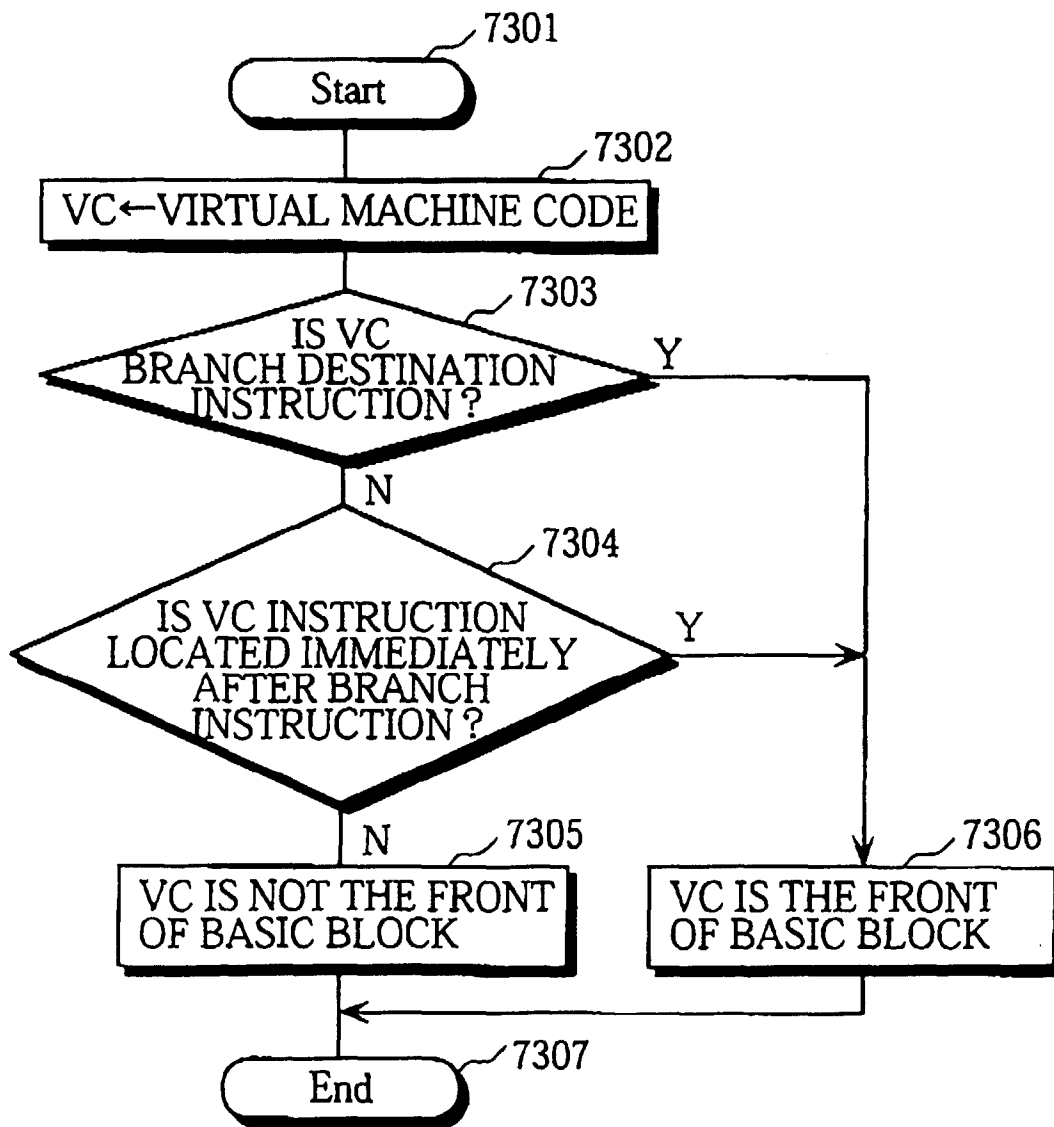 7301
Start
7302
VC←VIRTUAL MACHINE CODE
7303
IS VC
BRANCH DESTINATION
INSTRUCTION?
Y
N
7304
IS VC INSTRUCTION
LOCATED IMMEDIATELY
AFTER BRANCH
INSTRUCTION?
Y
N
7305
VC IS NOT THE FRONT
OF BASIC BLOCK
7306
VC IS THE FRONT
OF BASIC BLOCK
7307
End